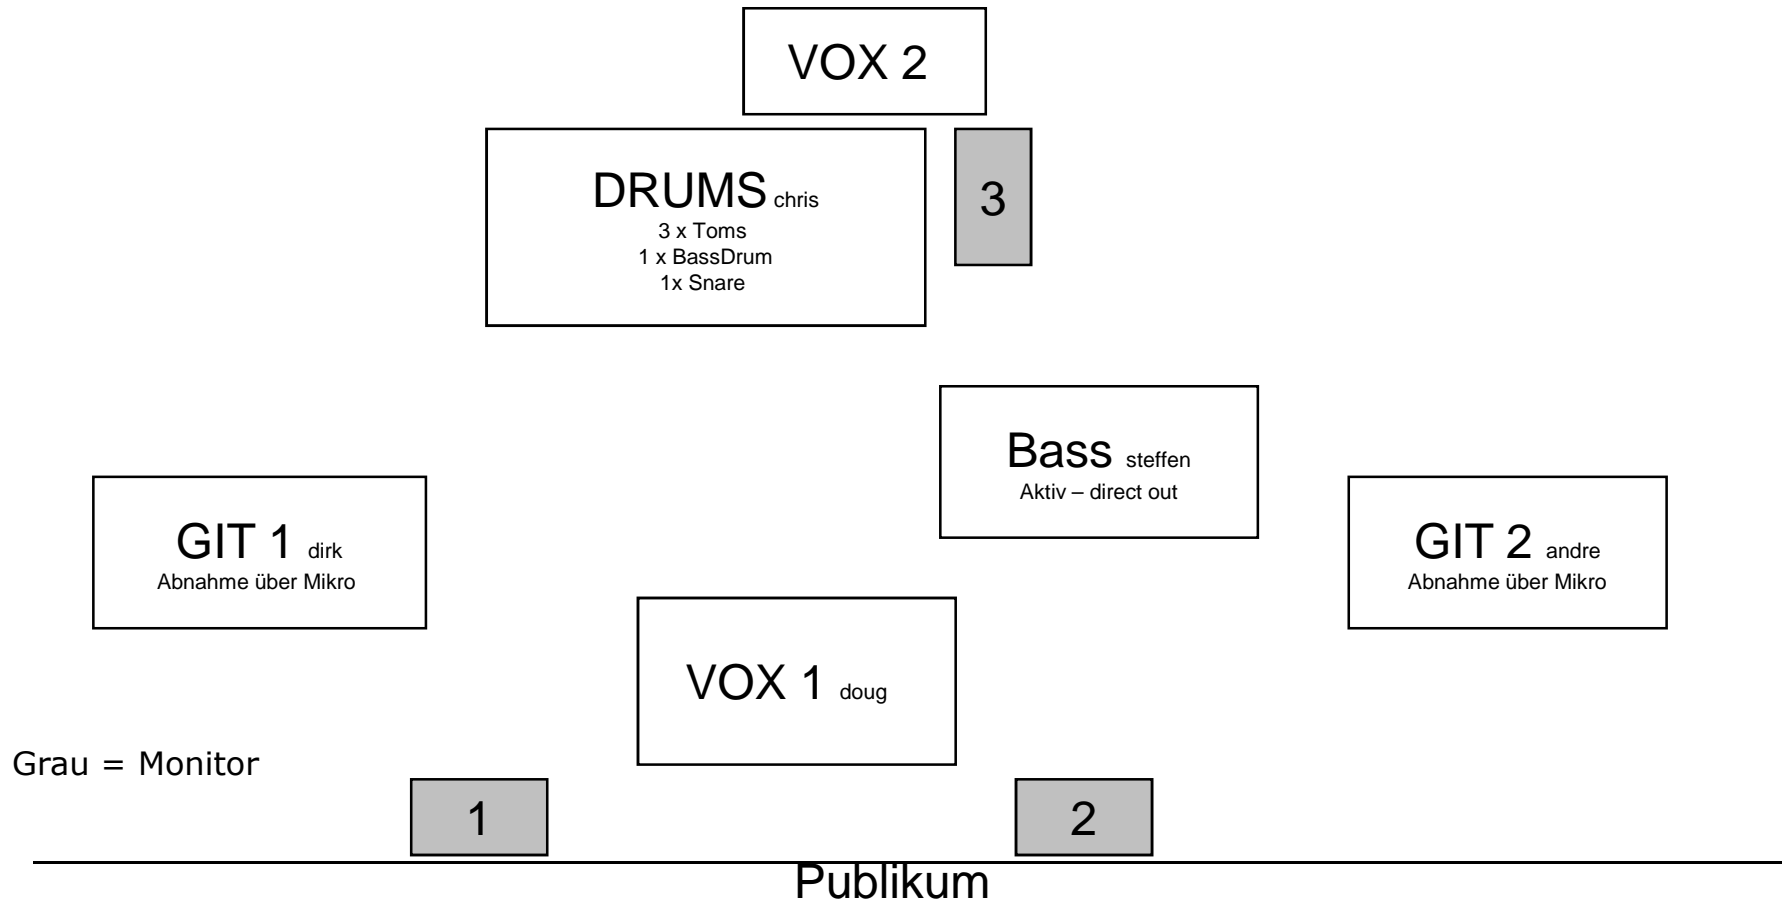 VOX 2
DRUMS chris
3 x Toms
1 x BassDrum
1x Snare
3
Bass steffen
Aktiv – direct out
GIT 1 dirk
Abnahme über Mikro
GIT 2 andre
Abnahme über Mikro
VOX 1 doug
Grau = Monitor
1
2
Publikum